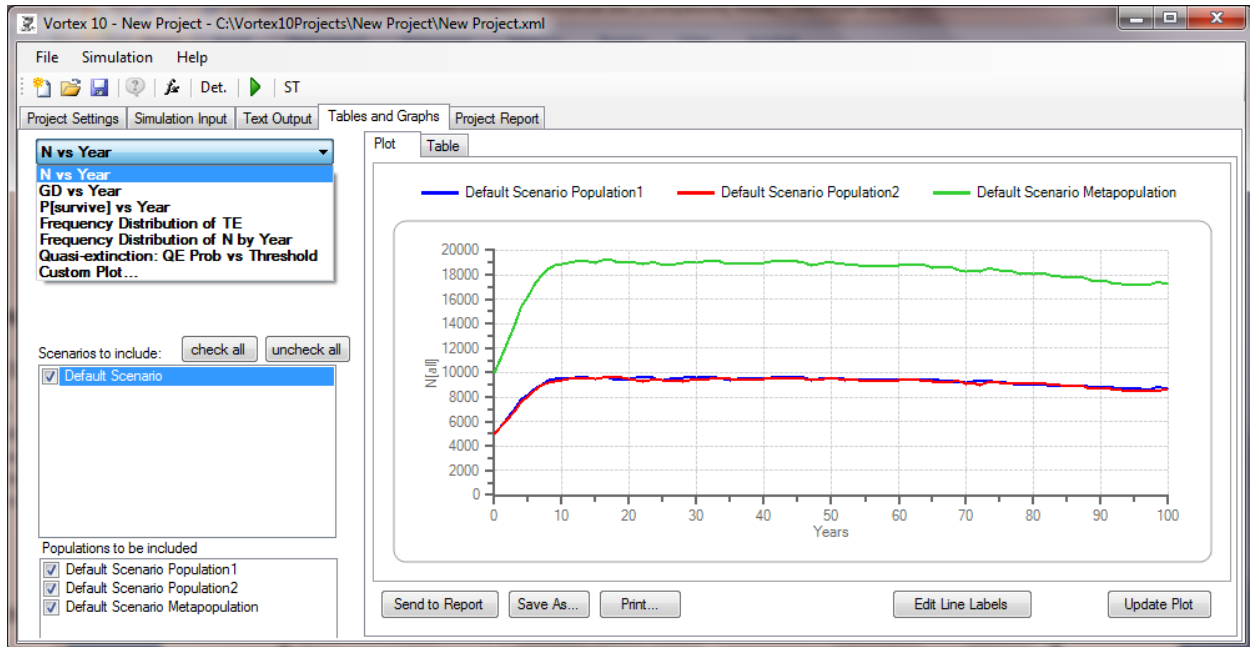 Vortex 10 - New Project - C:\Vortex10Projects\New Project\New Project.xml
File Simulation Help
fx Det. ST
Project Settings Simulation Input Text Output Tables and Graphs Project Report
N vs Year
N vs Year
GD vs Year
P[survive] vs Year
Frequency Distribution of TE
Frequency Distribution of N by Year
Quasi-extinction: QE Prob vs Threshold
Custom Plot...
Scenarios to include: check all uncheck all
Default Scenario
Populations to be included
Default Scenario Population1
Default Scenario Population2
Default Scenario Metapopulation
Plot Table
Default Scenario Population1 Default Scenario Population2 Default Scenario Metapopulation
20000
18000
16000
14000
12000
10000
8000
6000
4000
2000
0
N[all]
0 10 20 30 40 50 60 70 80 90 100
Years
Send to Report Save As... Print... Edit Line Labels Update Plot